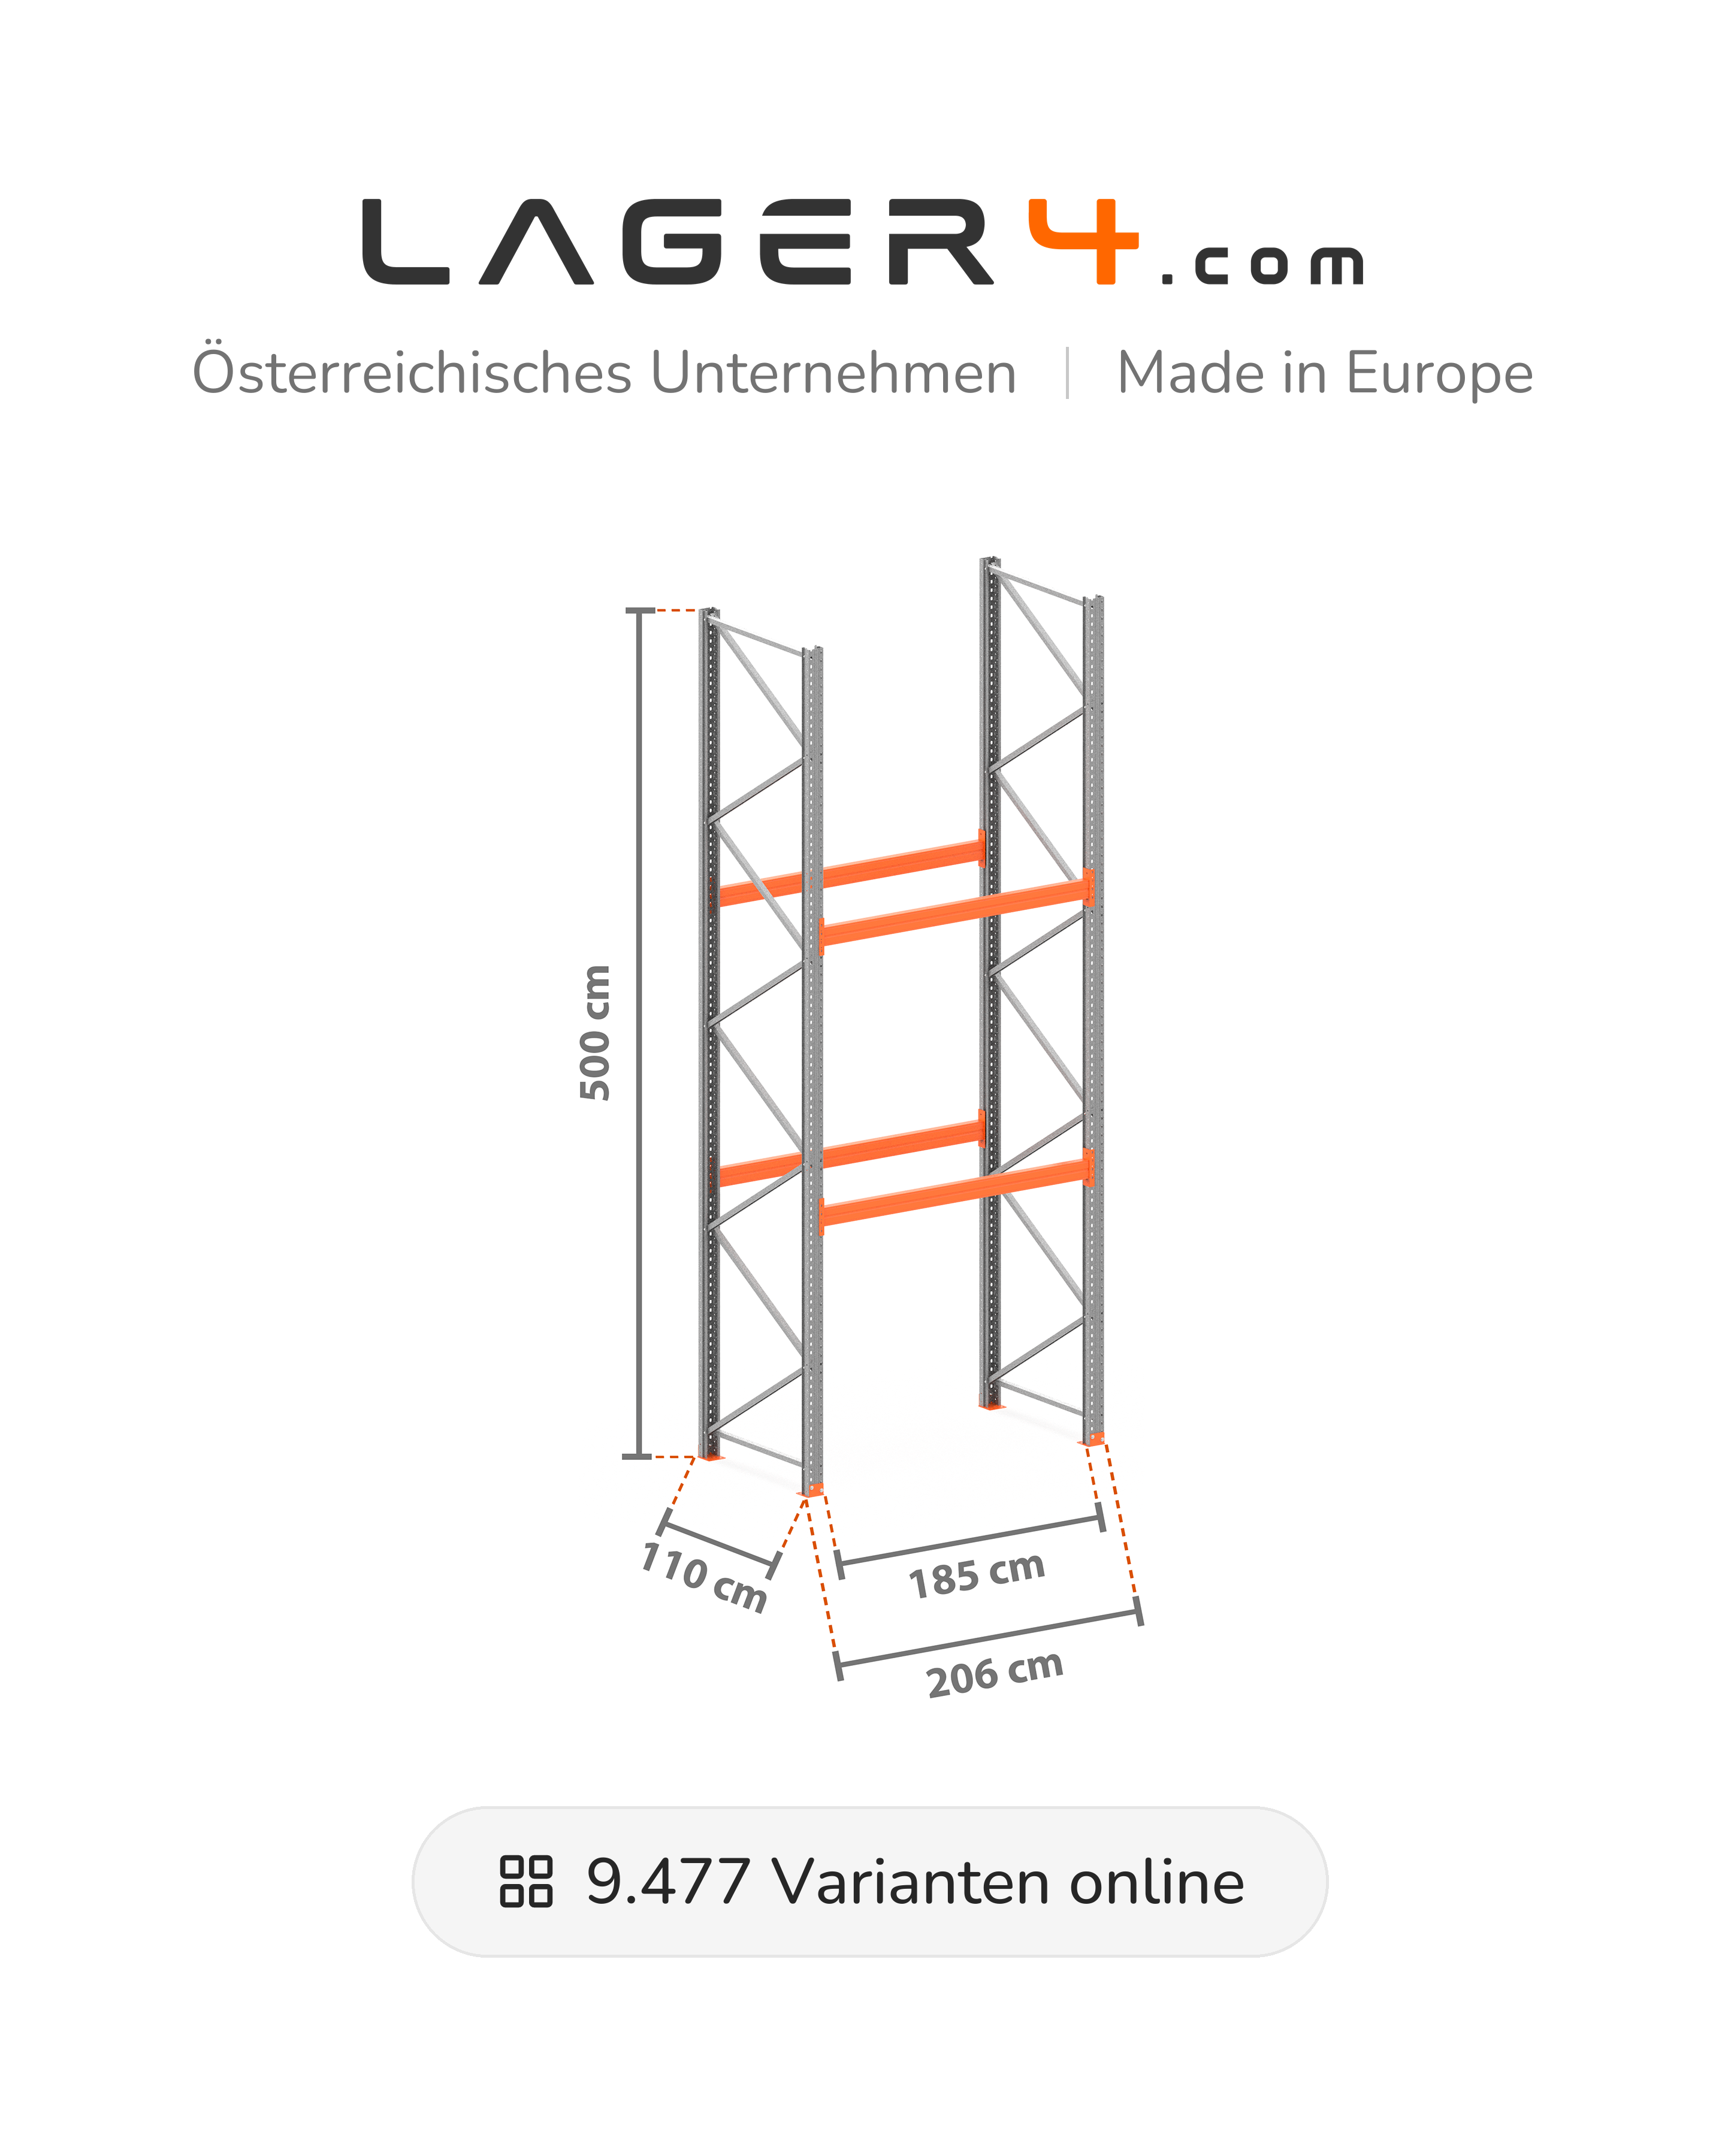 LAGER4.com
Österreichisches Unternehmen | Made in Europe
500 cm
110 cm
185 cm
206 cm
9.477 Varianten online